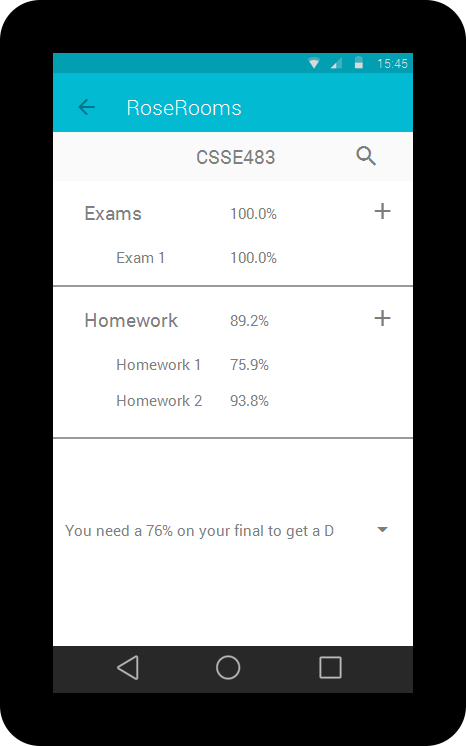 15:45
RoseRooms
CSSE483
Exams 100.0%
Exam 1 100.0%
Homework 89.2%
Homework 1 75.9%
Homework 2 93.8%
You need a 76% on your final to get a D